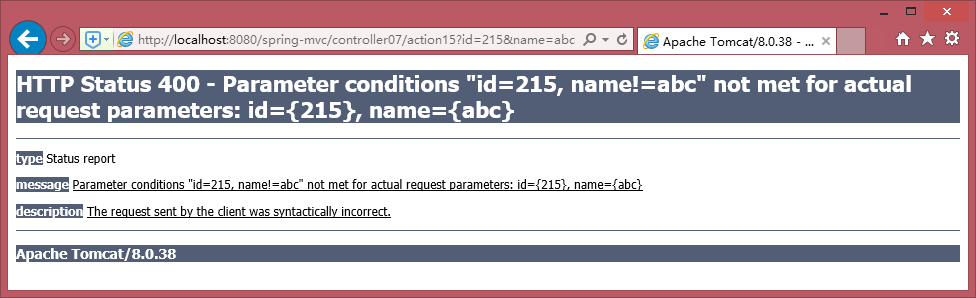 http://localhost:8080/spring-mvc/controller07/action15?id=215&name=abc
Apache Tomcat/8.0.38 - ...
HTTP Status 400 - Parameter conditions "id=215, name!=abc" not met for actual
request parameters: id={215}, name={abc}
type Status report
message Parameter conditions "id=215, name!=abc" not met for actual request parameters: id={215}, name={abc}
description The request sent by the client was syntactically incorrect.
Apache Tomcat/8.0.38